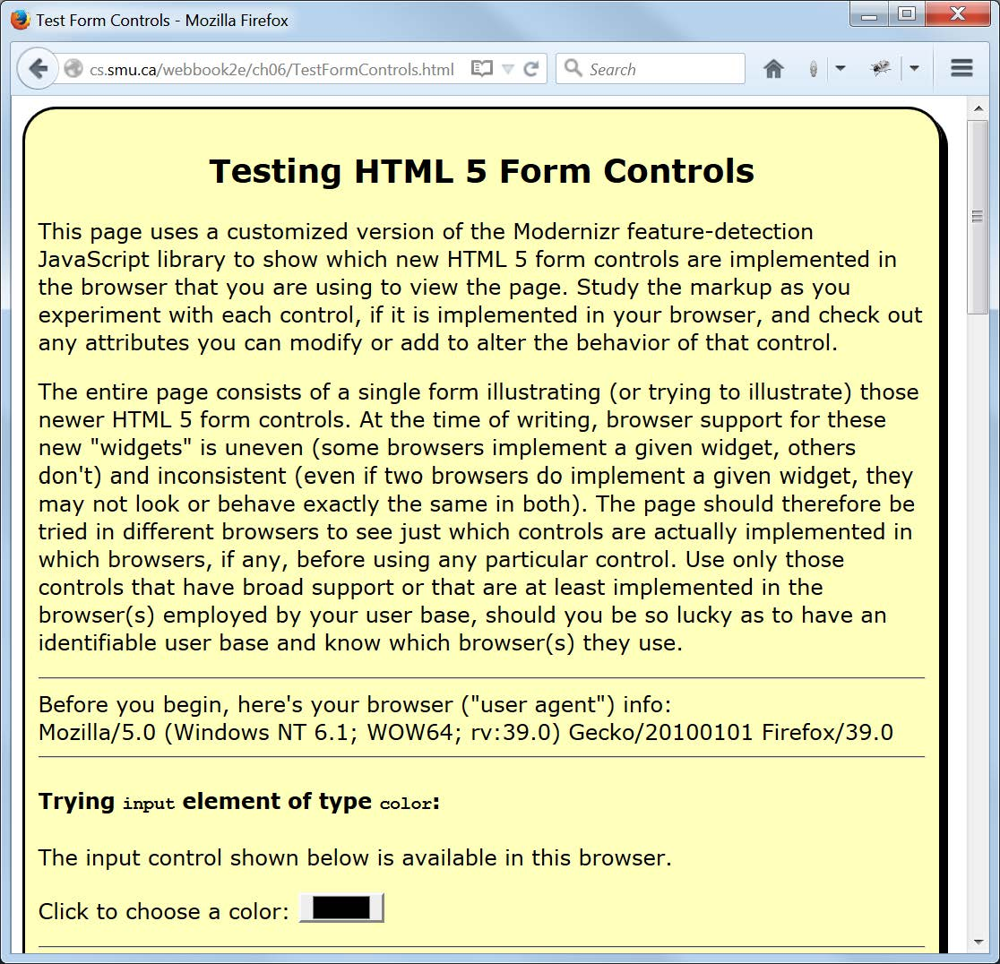 Test Form Controls - Mozilla Firefox
cs.smu.ca/webbook2e/ch06/TestFormControls.html
Search
Testing HTML 5 Form Controls
This page uses a customized version of the Modernizr feature-detection
JavaScript library to show which new HTML 5 form controls are implemented in
the browser that you are using to view the page. Study the markup as you
experiment with each control, if it is implemented in your browser, and check out
any attributes you can modify or add to alter the behavior of that control.
The entire page consists of a single form illustrating (or trying to illustrate) those
newer HTML 5 form controls. At the time of writing, browser support for these
new "widgets" is uneven (some browsers implement a given widget, others
don't) and inconsistent (even if two browsers do implement a given widget, they
may not look or behave exactly the same in both). The page should therefore be
tried in different browsers to see just which controls are actually implemented in
which browsers, if any, before using any particular control. Use only those
controls that have broad support or that are at least implemented in the
browser(s) employed by your user base, should you be so lucky as to have an
identifiable user base and know which browser(s) they use.
Before you begin, here's your browser ("user agent") info:
Mozilla/5.0 (Windows NT 6.1; WOW64; rv:39.0) Gecko/20100101 Firefox/39.0
Trying input element of type color:
The input control shown below is available in this browser.
Click to choose a color: